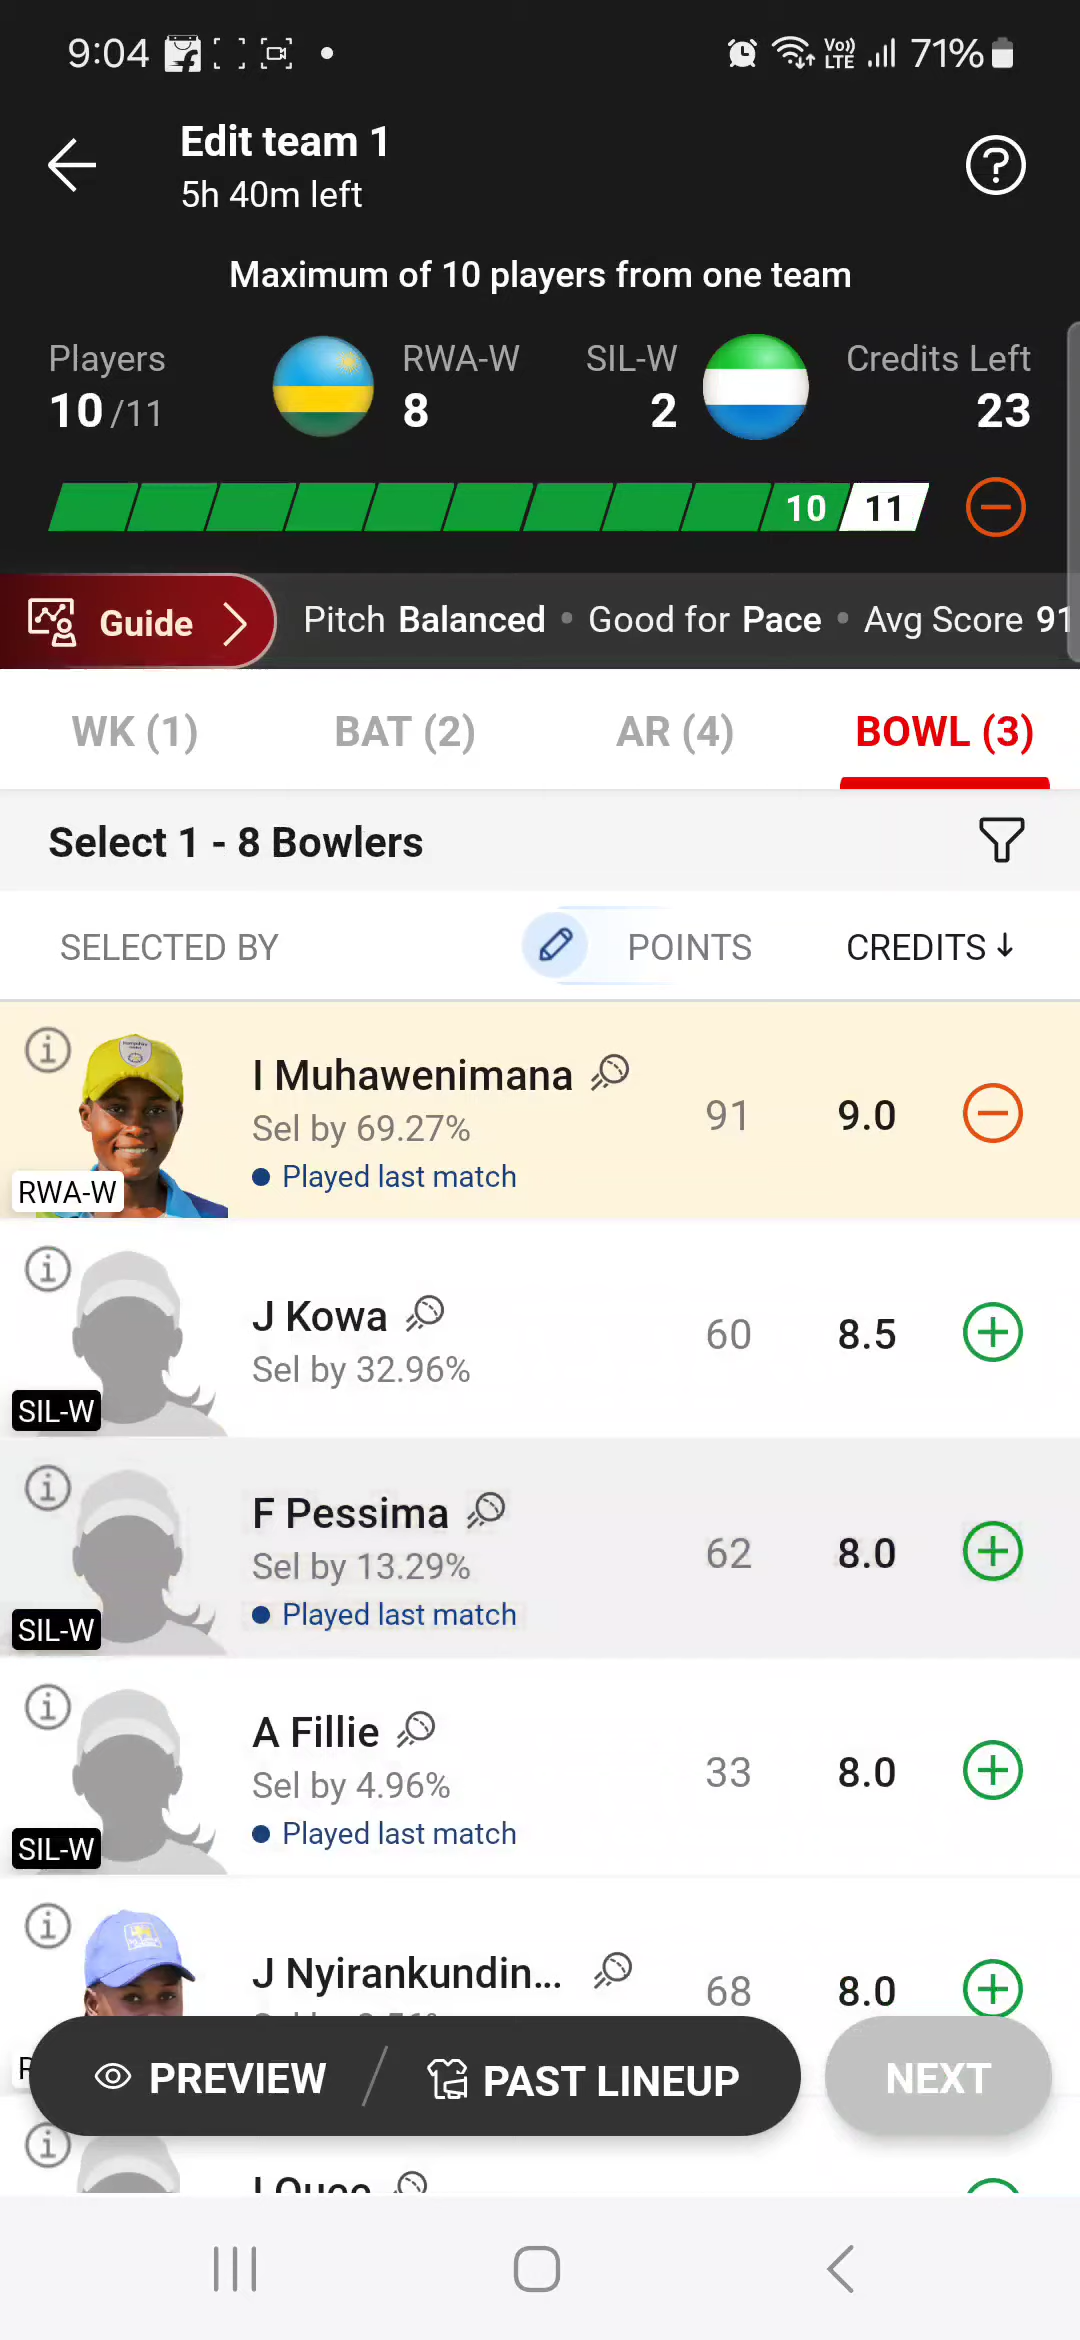 9:04
Vo)) LTE
71%
Edit team 1
5h 40m left
Maximum of 10 players from one team
Players
10/11
RWA-W
8
SIL-W
2
Credits Left
23
10
11
Guide
Pitch Balanced • Good for Pace • Avg Score 91
WK (1)
BAT (2)
AR (4)
BOWL (3)
Select 1 - 8 Bowlers
SELECTED BY
POINTS
CREDITS ↓
I Muhawenimana
Sel by 69.27%
Played last match
RWA-W
91
9.0
J Kowa
Sel by 32.96%
SIL-W
60
8.5
F Pessima
Sel by 13.29%
Played last match
SIL-W
62
8.0
A Fillie
Sel by 4.96%
Played last match
SIL-W
33
8.0
J Nyirankundin...
68
8.0
PREVIEW
PAST LINEUP
NEXT